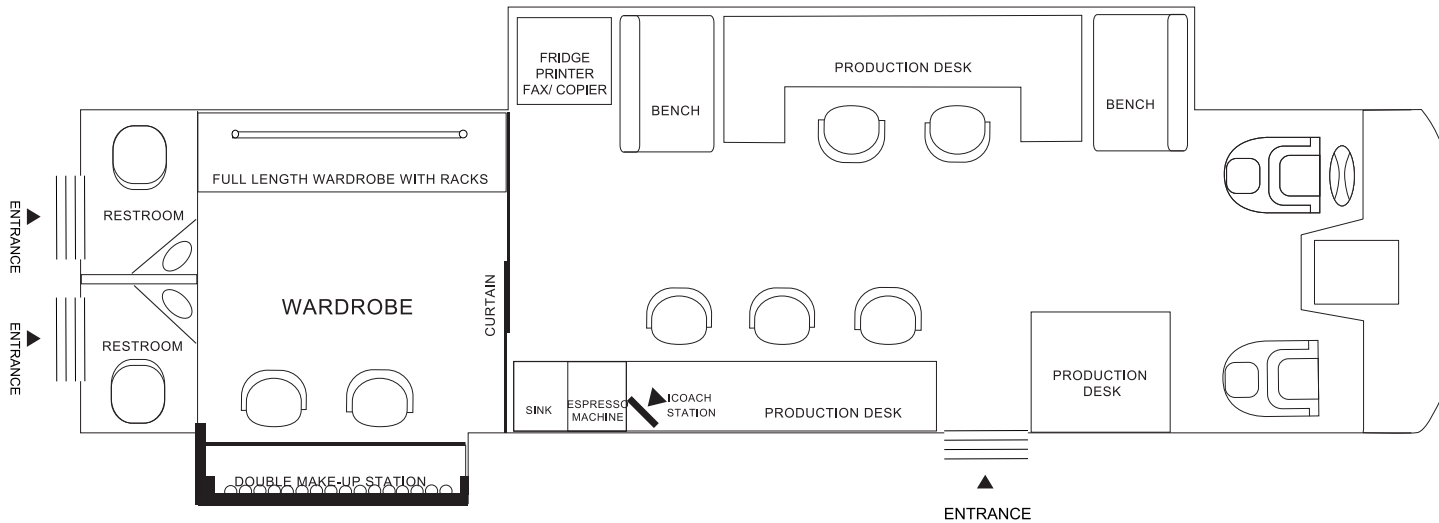 FRIDGE
PRINTER
FAX/ COPIER
BENCH
PRODUCTION DESK
BENCH
FULL LENGTH WARDROBE WITH RACKS
RESTROOM
ENTRANCE
WARDROBE
CURTAIN
ENTRANCE
RESTROOM
SINK
ESPRESSO
MACHINE
ICOACH
STATION
PRODUCTION DESK
PRODUCTION
DESK
DOUBLE MAKE-UP STATION
ENTRANCE